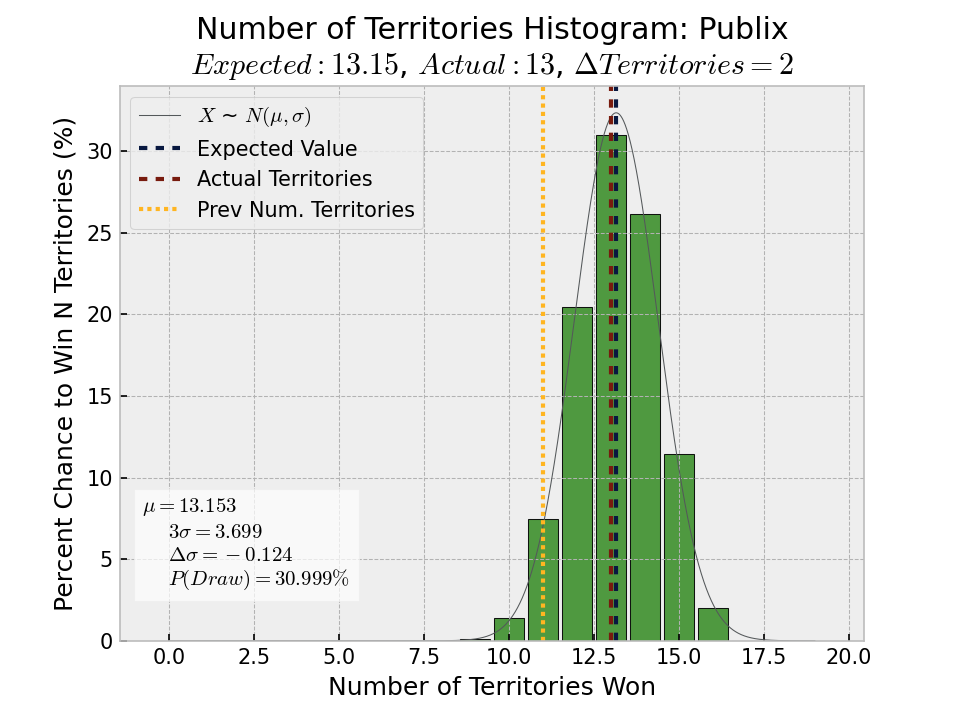 Number of Territories Histogram: Publix
Expected : 13.15, Actual : 13, ΔTerritories = 2
X ~ N(μ, σ)
Expected Value
Actual Territories
Prev Num. Territories
Percent Chance to Win N Territories (%)
30
25
20
15
10
5
0
μ = 13.153
3σ = 3.699
Δσ = −0.124
P(Draw) = 30.999%
0.0 2.5 5.0 7.5 10.0 12.5 15.0 17.5 20.0
Number of Territories Won